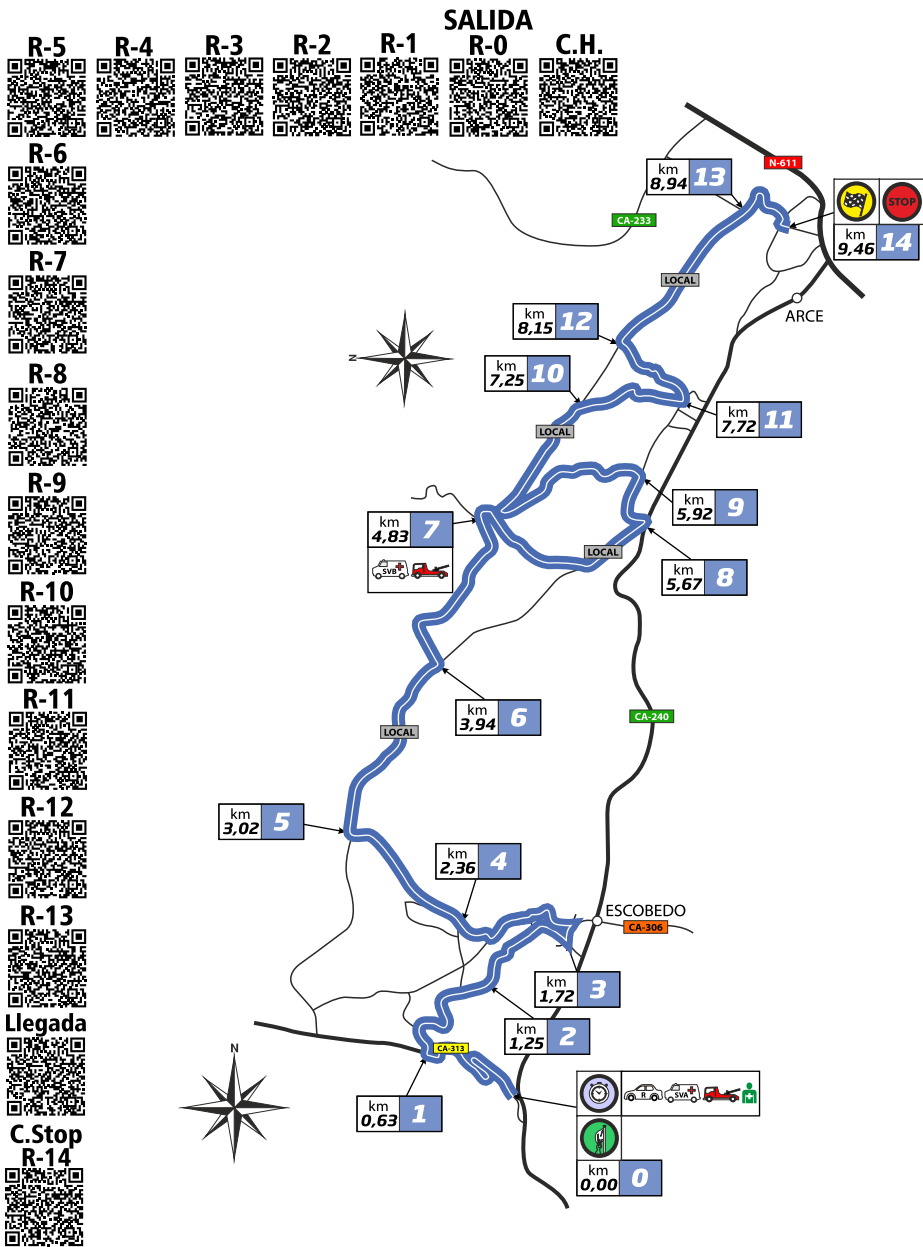 SALIDA
R-5
R-4
R-3
R-2
R-1
R-0
C.H.
R-6
R-7
R-8
R-9
R-10
R-11
R-12
R-13
Llegada
C.Stop
R-14
N-611
km
8,94
13
CA-233
STOP
km
9,46
14
LOCAL
ARCE
km
8,15
12
N
km
7,25
10
km
7,72
11
LOCAL
km
5,92
9
km
4,83
7
SVB
LOCAL
km
5,67
8
km
3,94
6
CA-240
LOCAL
km
3,02
5
km
2,36
4
ESCOBEDO
CA-306
km
1,72
3
km
1,25
2
CA-313
N
km
0,63
1
R
SVA
km
0,00
0